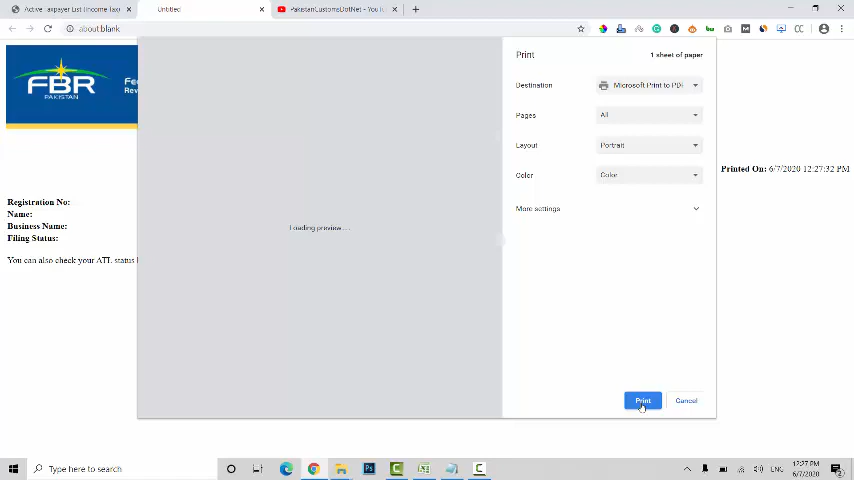 Active Taxpayer List (Income Tax)
Untitled
PakistanCustomsDotNet - YouT
about:blank
FBR
PAKISTAN
Fe
Rev
Print
1 sheet of paper
Destination
Microsoft Print to PDF
Pages
All
Layout
Portrait
Color
Color
More settings
Loading preview......
Printed On: 6/7/2020 12:27:32 PM
Registration No:
Name:
Business Name:
Filing Status:
You can also check your ATL status
Print
Cancel
Type here to search
ENG
12:27 PM
6/7/2020